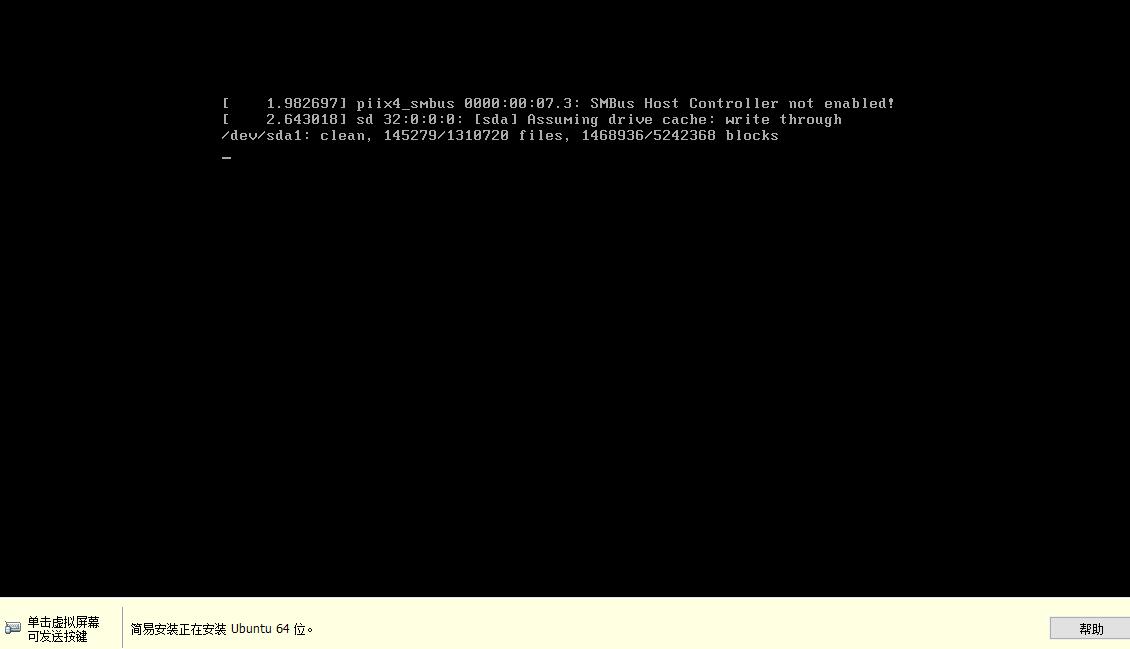 [    1.982697] piix4_smbus 0000:00:07.3: SMBus Host Controller not enabled!
[    2.643018] sd 32:0:0:0: [sda] Assuming drive cache: write through
/dev/sda1: clean, 145279/1310720 files, 1468936/5242368 blocks
_
单击虚拟屏幕
可发送按键
简易安装正在安装 Ubuntu 64 位。
帮助